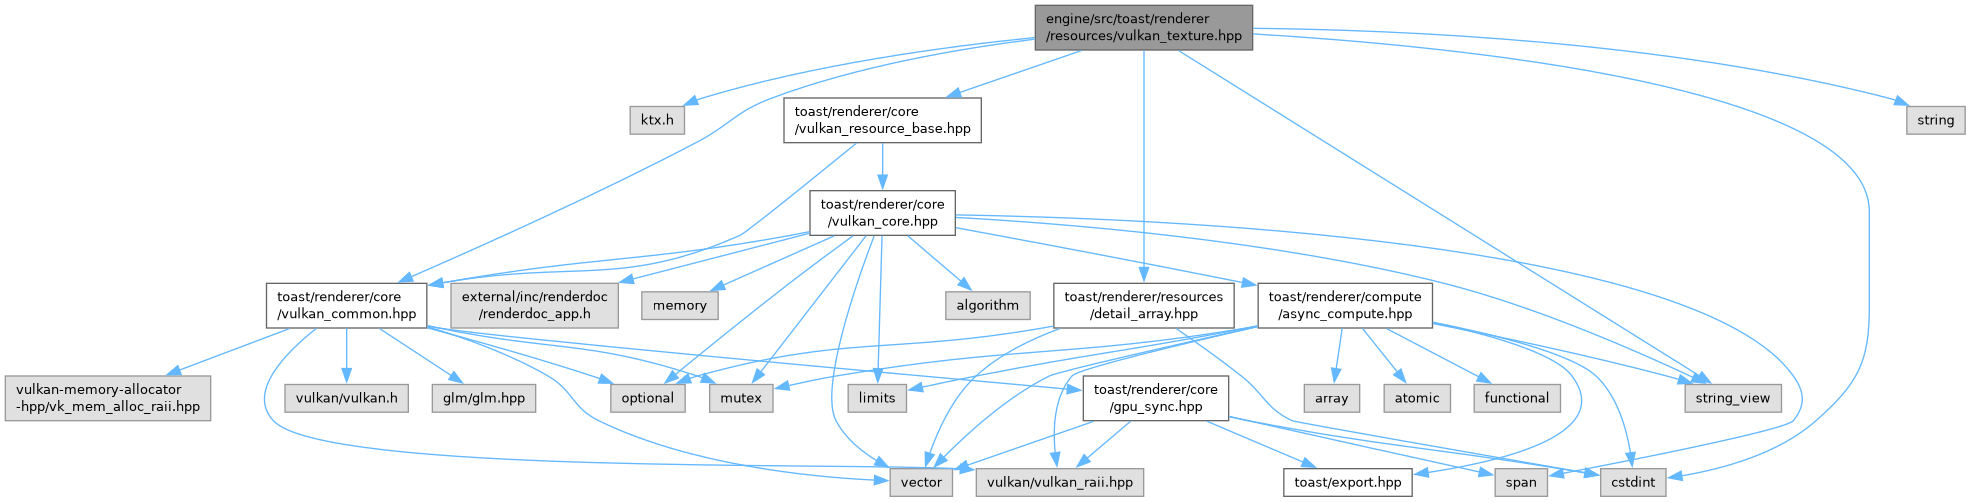 engine/src/toast/renderer
/resources/vulkan_texture.hpp
ktx.h
toast/renderer/core
/vulkan_resource_base.hpp
string
toast/renderer/core
/vulkan_core.hpp
toast/renderer/core
/vulkan_common.hpp
external/inc/renderdoc
/renderdoc_app.h
memory
algorithm
toast/renderer/resources
/detail_array.hpp
toast/renderer/compute
/async_compute.hpp
vulkan-memory-allocator
-hpp/vk_mem_alloc_raii.hpp
vulkan/vulkan.h
glm/glm.hpp
optional
mutex
limits
toast/renderer/core
/gpu_sync.hpp
array
atomic
functional
string_view
vector
vulkan/vulkan_raii.hpp
toast/export.hpp
span
cstdint